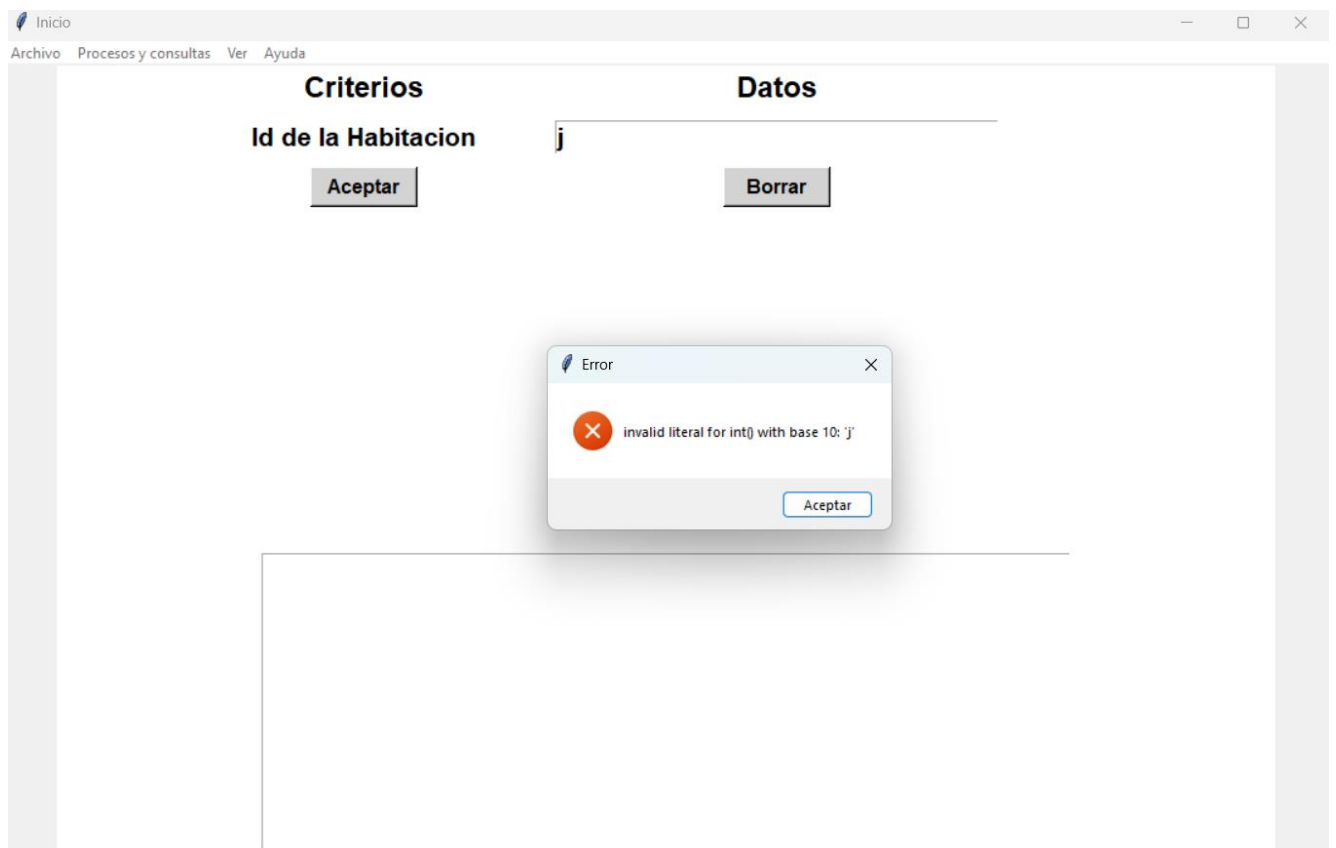 Inicio
Archivo Procesos y consultas Ver Ayuda
Criterios Datos
Id de la Habitacion j
Aceptar Borrar
Error
invalid literal for int() with base 10: 'j'
Aceptar